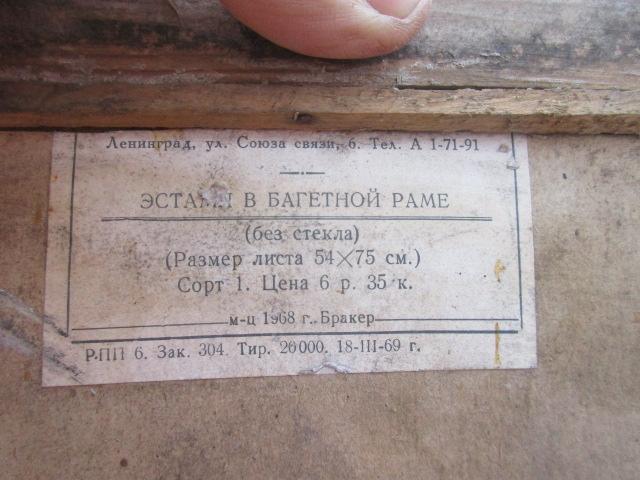 Ленинград, ул. Союза связи, 6. Тел. А 1-71-91
ЭСТАМП В БАГЕТНОЙ РАМЕ
(без стекла)
(Размер листа 54×75 см.)
Сорт 1. Цена 6 р. 35 к.
м-ц 1968 г. Бракер
РПП 6. Зак. 304. Тир. 20000. 18-III-69 г.